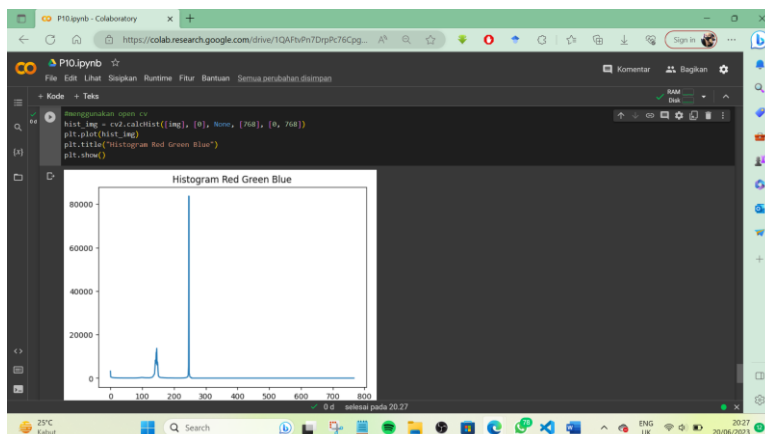 P10.ipynb - Colaboratory
https://colab.research.google.com/drive/1QAFtvPn7DrpPc76Cpg...
Sign in
P10.ipynb
Komentar
Bagikan
File Edit Lihat Sisipkan Runtime Fitur Bantuan Semua perubahan disimpan
+ Kode + Teks
RAM
Disk
0 d
#menggunakan open cv
hist_img = cv2.calcHist([img], [0], None, [768], [0, 768])
plt.plot(hist_img)
plt.title("Histogram Red Green Blue")
plt.show()
Histogram Red Green Blue
80000
60000
40000
20000
0
0 100 200 300 400 500 600 700 800
0 d selesai pada 20.27
25°C
Kabut
Search
ENG
UK
20:27
20/06/2023